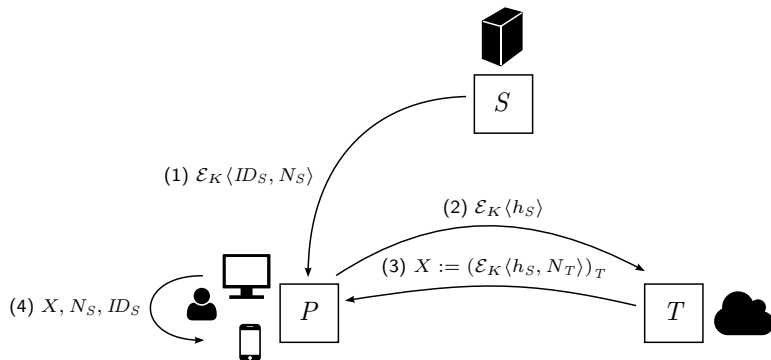 S
(1) ℰ_K⟨ID_S, N_S⟩
(2) ℰ_K⟨h_S⟩
(3) X := (ℰ_K⟨h_S, N_T⟩)_T
(4) X, N_S, ID_S
P
T